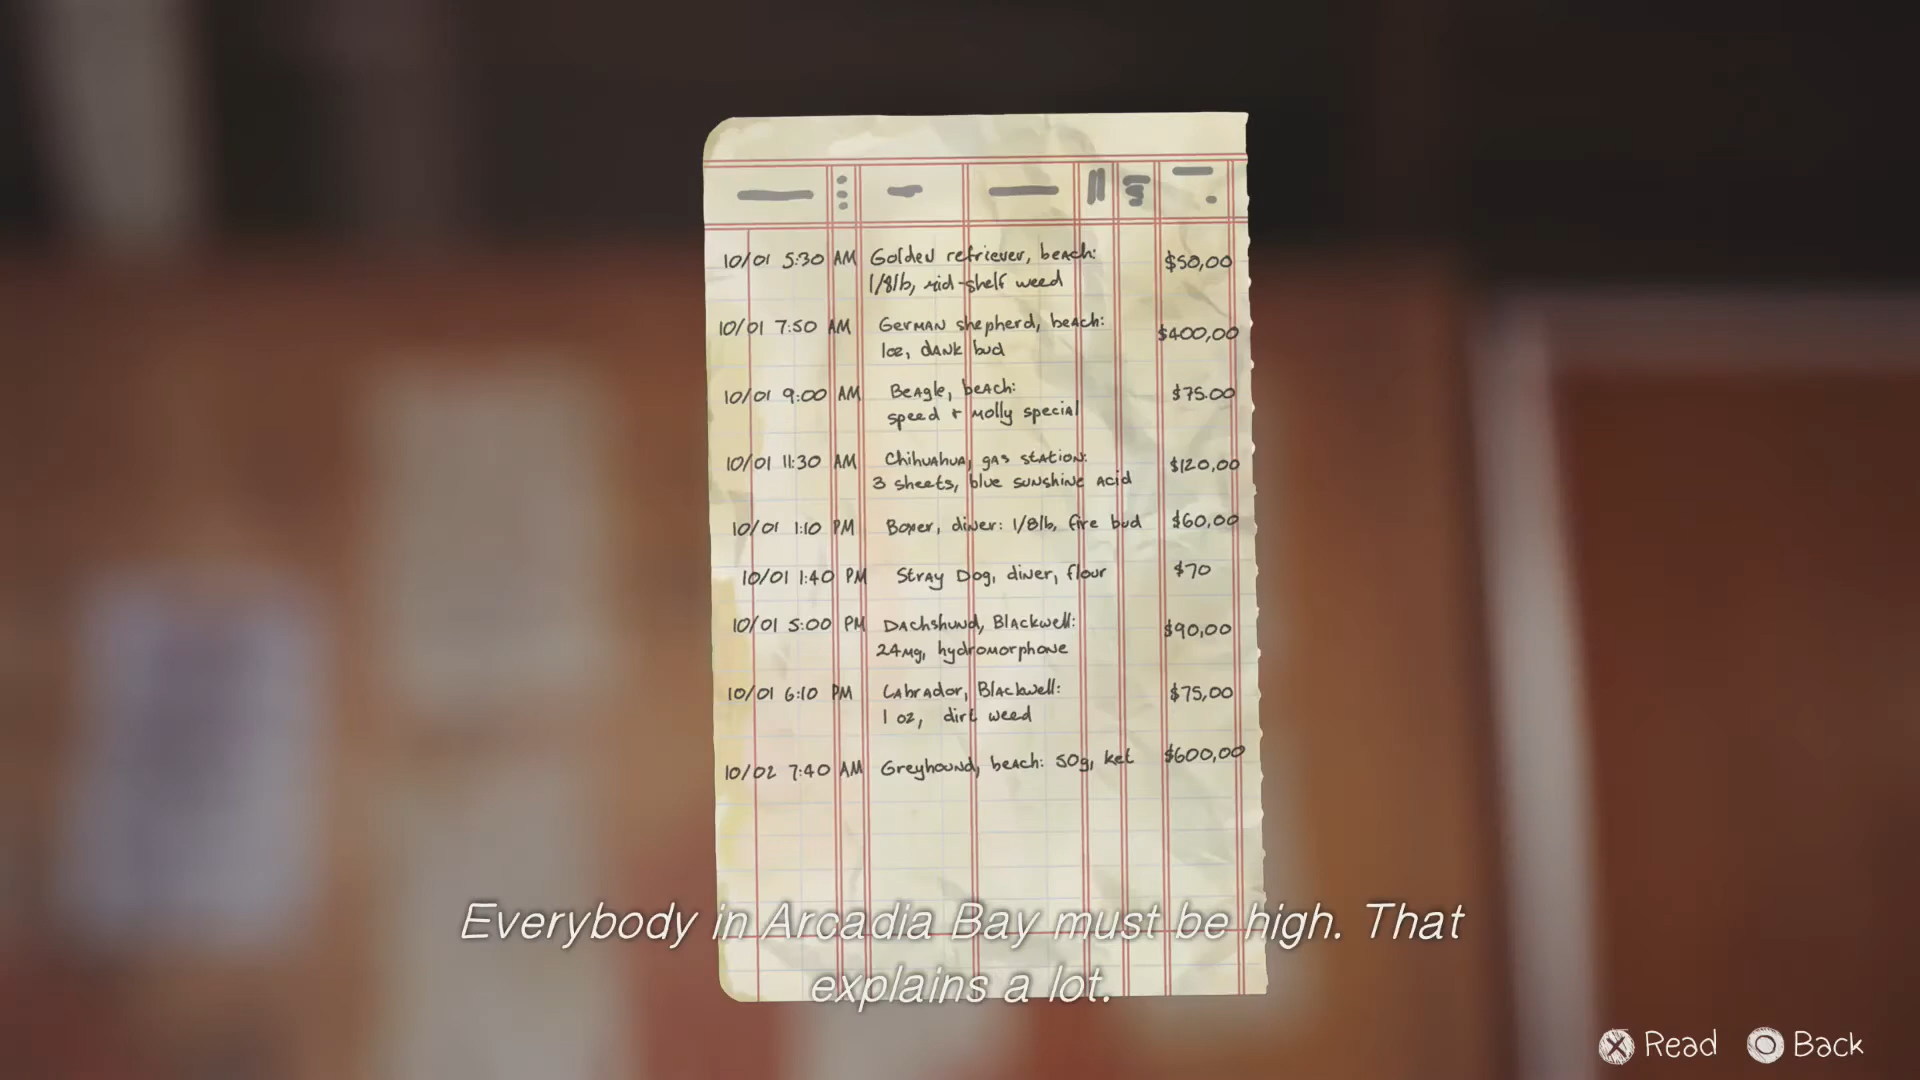 10/01 5:30 AM Golden retriever, beach: $50,00
1/8lb, mid-shelf weed
10/01 7:50 AM German shepherd, beach: $400,00
1oz, dank bud
10/01 9:00 AM Beagle, beach: $75.00
speed + Molly special
10/01 11:30 AM Chihuahua, gas station: $120,00
3 sheets, blue sunshine acid
10/01 1:10 PM Boxer, diner: 1/8lb, fire bud $60,00
10/01 1:40 PM Stray Dog, diner, flour $70
10/01 5:00 PM Dachshund, Blackwell: $90,00
24mg, hydromorphone
10/01 6:10 PM Labrador, Blackwell: $75,00
1 oz, dirt weed
10/02 7:40 AM Greyhound, beach: 50g, ket $600,00
Everybody in Arcadia Bay must be high. That
explains a lot.
Read Back